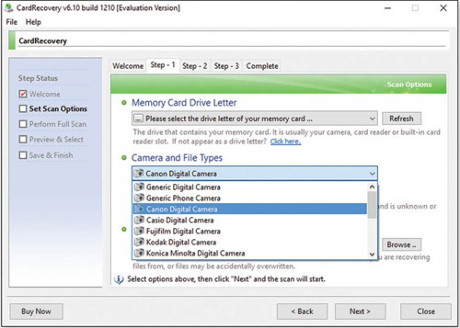 CardRecovery v6.10 build 1210 [Evaluation Version]
File Help
CardRecovery
Step Status
Welcome
Set Scan Options
Perform Full Scan
Preview & Select
Save & Finish
Welcome Step - 1 Step - 2 Step - 3 Complete
Scan Options
Memory Card Drive Letter
Please select the drive letter of your memory card ...
Refresh
The drive that contains your memory card. It is usually your camera, card reader or built-in card
reader slot. If not appear as a drive letter? Click here.
Camera and File Types
Canon Digital Camera
Generic Digital Camera
Generic Phone Camera
Canon Digital Camera
Casio Digital Camera
Fujifilm Digital Camera
Kodak Digital Camera
Konica Minolta Digital Camera
nd is unknown or
Browse ..
u are recovering
files from, or files may be accidentally overwritten.
Select options above, then click "Next" and the scan will start.
Buy Now
< Back
Next >
Close